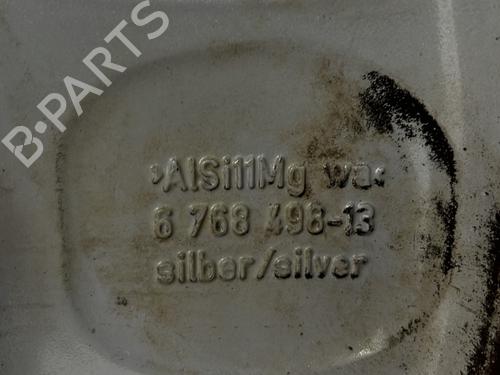 B-PARTS
>AlSi11Mg wa<
6 768 498-13
silber/silver